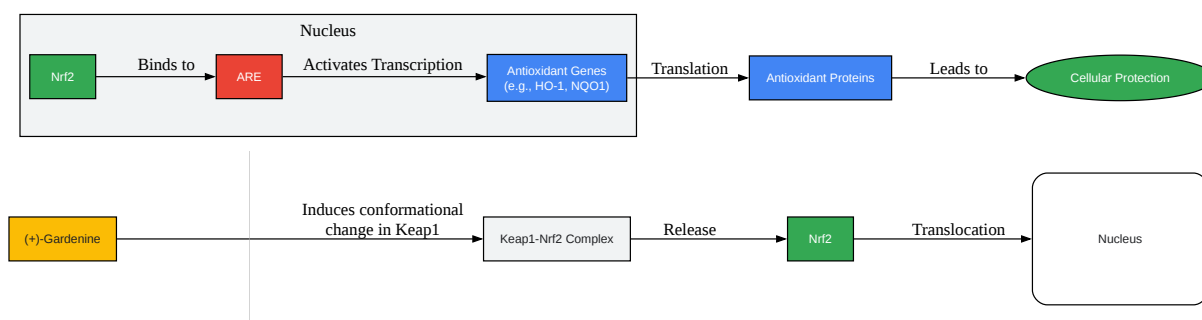 Nucleus
Nrf2
Binds to
ARE
Activates Transcription
Antioxidant Genes
(e.g., HO-1, NQO1)
Translation
Antioxidant Proteins
Leads to
Cellular Protection
(+)-Gardenine
Induces conformational
change in Keap1
Keap1-Nrf2 Complex
Release
Nrf2
Translocation
Nucleus